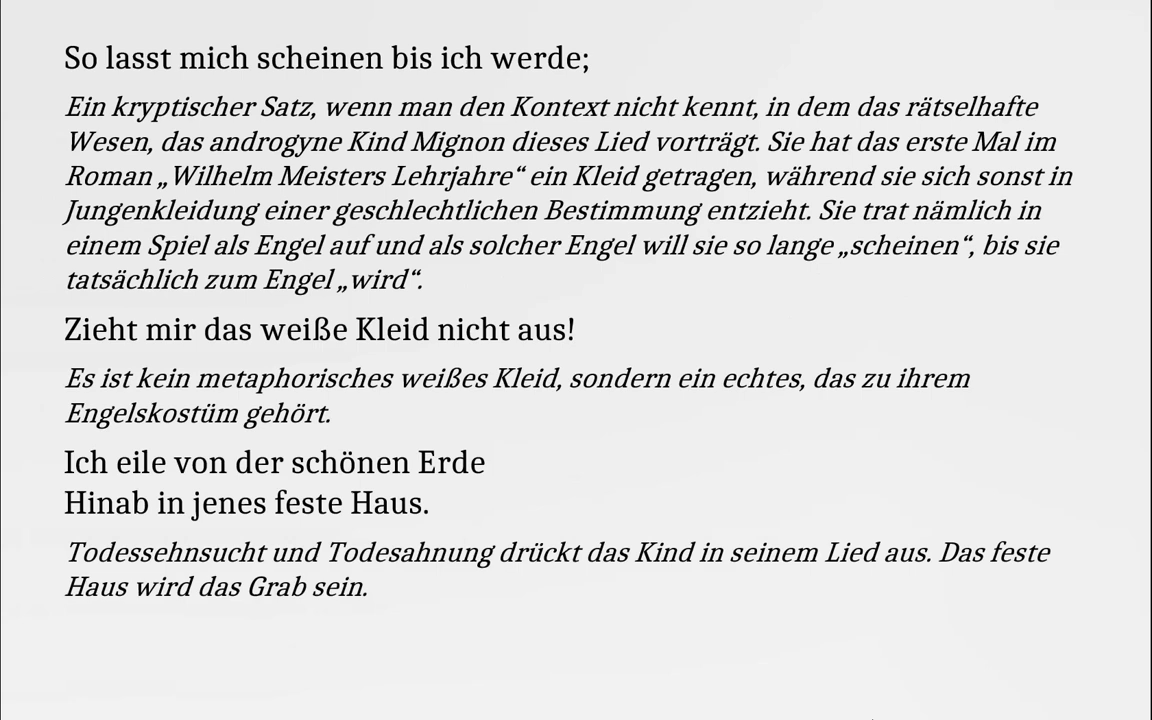 So lasst mich scheinen bis ich werde;
Ein kryptischer Satz, wenn man den Kontext nicht kennt, in dem das rätselhafte
Wesen, das androgyne Kind Mignon dieses Lied vorträgt. Sie hat das erste Mal im
Roman „Wilhelm Meisters Lehrjahre“ ein Kleid getragen, während sie sich sonst in
Jungenkleidung einer geschlechtlichen Bestimmung entzieht. Sie trat nämlich in
einem Spiel als Engel auf und als solcher Engel will sie so lange „scheinen“, bis sie
tatsächlich zum Engel „wird“.
Zieht mir das weiße Kleid nicht aus!
Es ist kein metaphorisches weißes Kleid, sondern ein echtes, das zu ihrem
Engelskostüm gehört.
Ich eile von der schönen Erde
Hinab in jenes feste Haus.
Todessehnsucht und Todesahnung drückt das Kind in seinem Lied aus. Das feste
Haus wird das Grab sein.